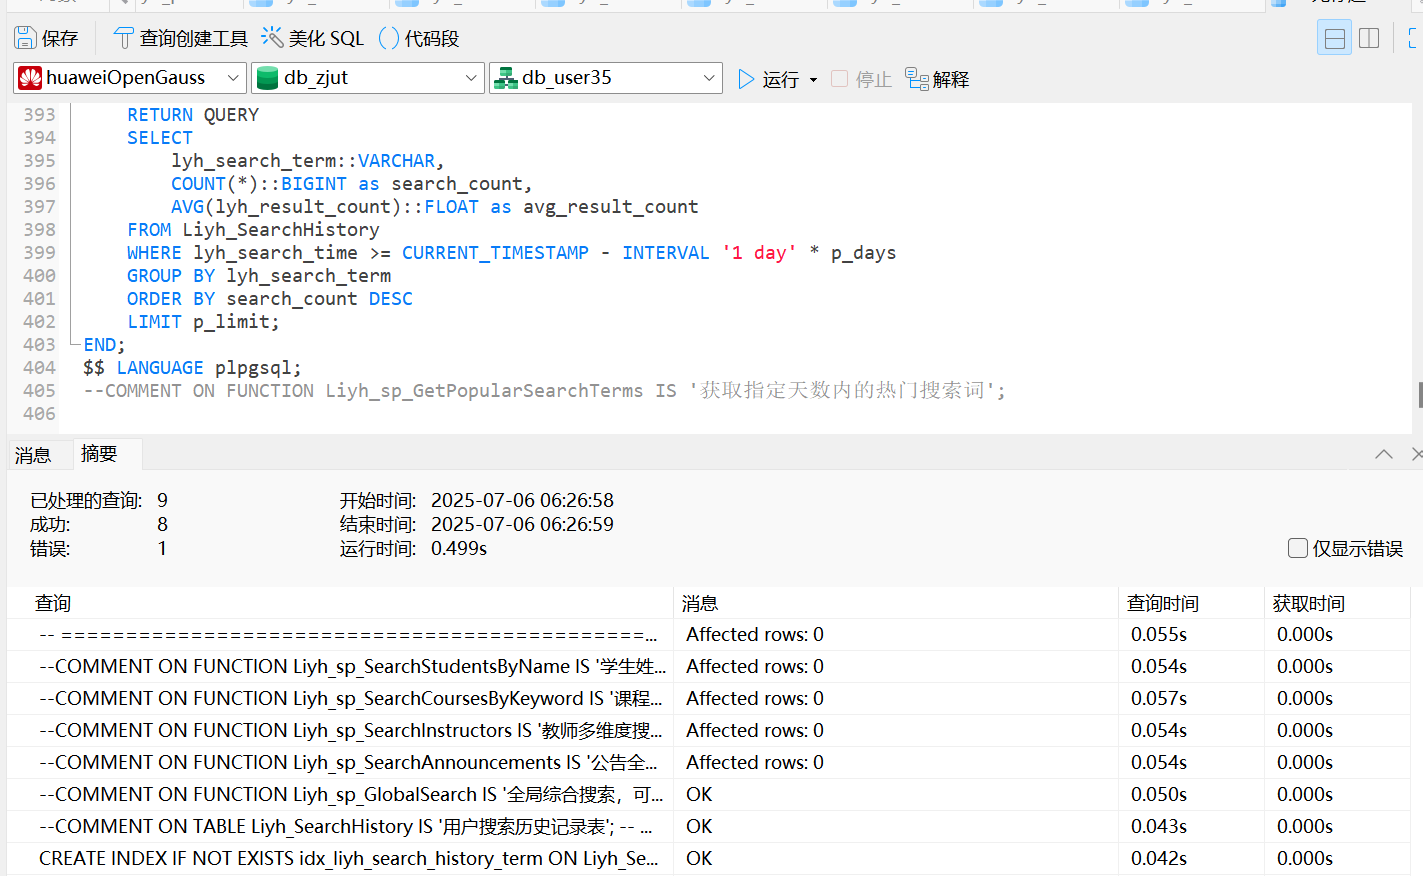 保存 查询创建工具 美化 SQL () 代码段
huaweiOpenGauss db_zjut db_user35 运行 停止 解释
393 RETURN QUERY
394 SELECT
395 lyh_search_term::VARCHAR,
396 COUNT(*)::BIGINT as search_count,
397 AVG(lyh_result_count)::FLOAT as avg_result_count
398 FROM Liyh_SearchHistory
399 WHERE lyh_search_time >= CURRENT_TIMESTAMP - INTERVAL '1 day' * p_days
400 GROUP BY lyh_search_term
401 ORDER BY search_count DESC
402 LIMIT p_limit;
403 END;
404 $$ LANGUAGE plpgsql;
405 --COMMENT ON FUNCTION Liyh_sp_GetPopularSearchTerms IS '获取指定天数内的热门搜索词';
406
消息 摘要
已处理的查询: 9 开始时间: 2025-07-06 06:26:58
成功: 8 结束时间: 2025-07-06 06:26:59
错误: 1 运行时间: 0.499s
仅显示错误
查询 消息 查询时间 获取时间
-- =============================================... Affected rows: 0 0.055s 0.000s
--COMMENT ON FUNCTION Liyh_sp_SearchStudentsByName IS '学生姓... Affected rows: 0 0.054s 0.000s
--COMMENT ON FUNCTION Liyh_sp_SearchCoursesByKeyword IS '课程... Affected rows: 0 0.057s 0.000s
--COMMENT ON FUNCTION Liyh_sp_SearchInstructors IS '教师多维度搜... Affected rows: 0 0.054s 0.000s
--COMMENT ON FUNCTION Liyh_sp_SearchAnnouncements IS '公告全... Affected rows: 0 0.054s 0.000s
--COMMENT ON FUNCTION Liyh_sp_GlobalSearch IS '全局综合搜索，可... OK 0.050s 0.000s
--COMMENT ON TABLE Liyh_SearchHistory IS '用户搜索历史记录表'; -- ... OK 0.043s 0.000s
CREATE INDEX IF NOT EXISTS idx_liyh_search_history_term ON Liyh_Se... OK 0.042s 0.000s